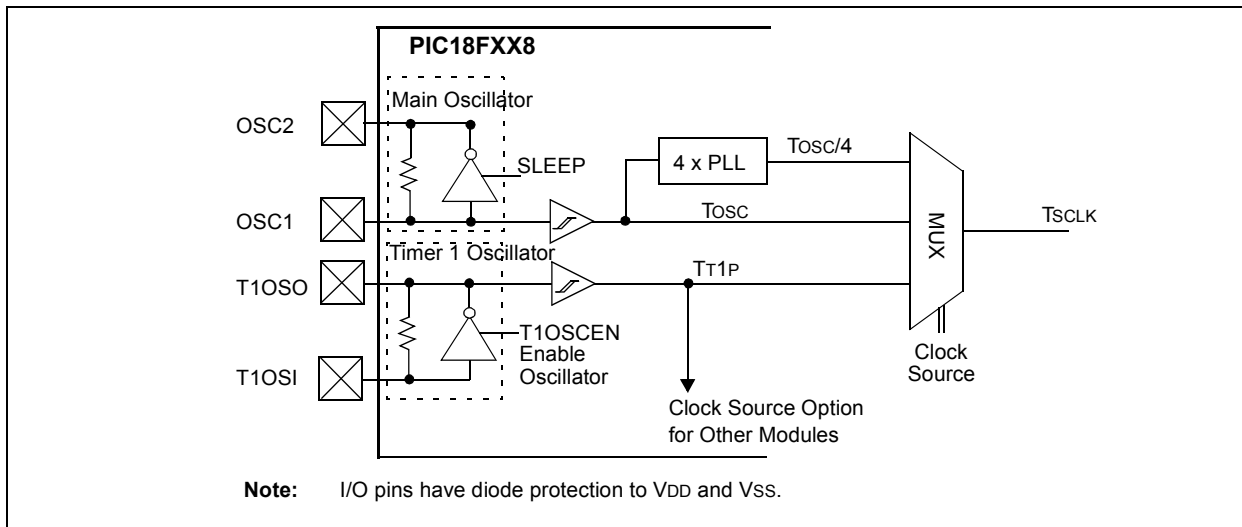 PIC18FXX8
Main Oscillator
OSC2
SLEEP
4 x PLL
TOSC/4
OSC1
TOSC
MUX
TSCLK
Timer 1 Oscillator
T1OSO
TT1P
T1OSCEN
Enable
Oscillator
Clock
Source
T1OSI
Clock Source Option
for Other Modules
Note: I/O pins have diode protection to VDD and VSS.